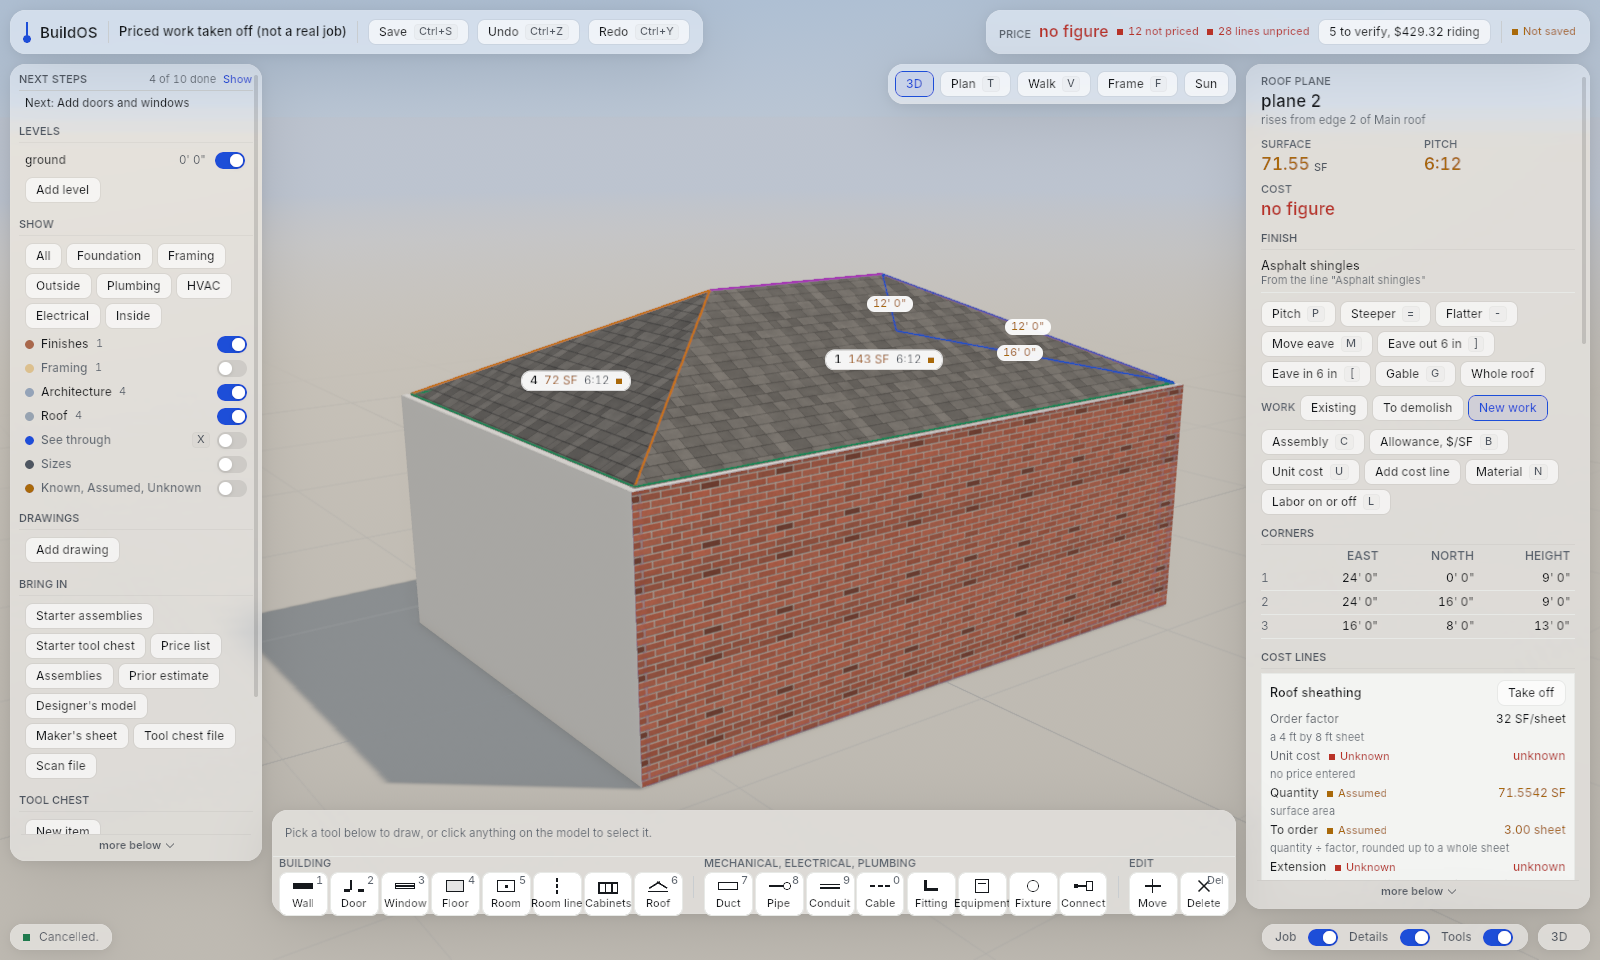 BuildOS
Priced work taken off (not a real job)
Save Ctrl+S
Undo Ctrl+Z
Redo Ctrl+Y
PRICE no figure 12 not priced 28 lines unpriced 5 to verify, $429.32 riding Not saved
NEXT STEPS 4 of 10 done Show
Next: Add doors and windows
LEVELS
ground 0' 0"
Add level
SHOW
All Foundation Framing
Outside Plumbing HVAC
Electrical Inside
Finishes 1
Framing 1
Architecture 4
Roof 4
See through X
Sizes
Known, Assumed, Unknown
DRAWINGS
Add drawing
BRING IN
Starter assemblies
Starter tool chest Price list
Assemblies Prior estimate
Designer's model
Maker's sheet Tool chest file
Scan file
TOOL CHEST
New item
more below
3D Plan T Walk V Frame F Sun
12' 0"
12' 0"
16' 0"
1 143 SF 6:12
4 72 SF 6:12
Pick a tool below to draw, or click anything on the model to select it.
BUILDING
Wall 1
Door 2
Window 3
Floor 4
Room 5
Room line
Cabinets
Roof 6
MECHANICAL, ELECTRICAL, PLUMBING
Duct 7
Pipe 8
Conduit 9
Cable 0
Fitting
Equipment
Fixture
Connect
EDIT
Move
Delete Del
ROOF PLANE
plane 2
rises from edge 2 of Main roof
SURFACE PITCH
71.55 SF 6:12
COST
no figure
FINISH
Asphalt shingles
From the line "Asphalt shingles"
Pitch P Steeper = Flatter -
Move eave M Eave out 6 in ]
Eave in 6 in [ Gable G Whole roof
WORK Existing To demolish New work
Assembly C Allowance, $/SF B
Unit cost U Add cost line Material N
Labor on or off L
CORNERS
EAST NORTH HEIGHT
1 24' 0" 0' 0" 9' 0"
2 24' 0" 16' 0" 9' 0"
3 16' 0" 8' 0" 13' 0"
COST LINES
Roof sheathing Take off
Order factor 32 SF/sheet
a 4 ft by 8 ft sheet
Unit cost Unknown unknown
no price entered
Quantity Assumed 71.5542 SF
surface area
To order Assumed 3.00 sheet
quantity ÷ factor, rounded up to a whole sheet
Extension Unknown unknown
more below
Cancelled.
Job Details Tools 3D